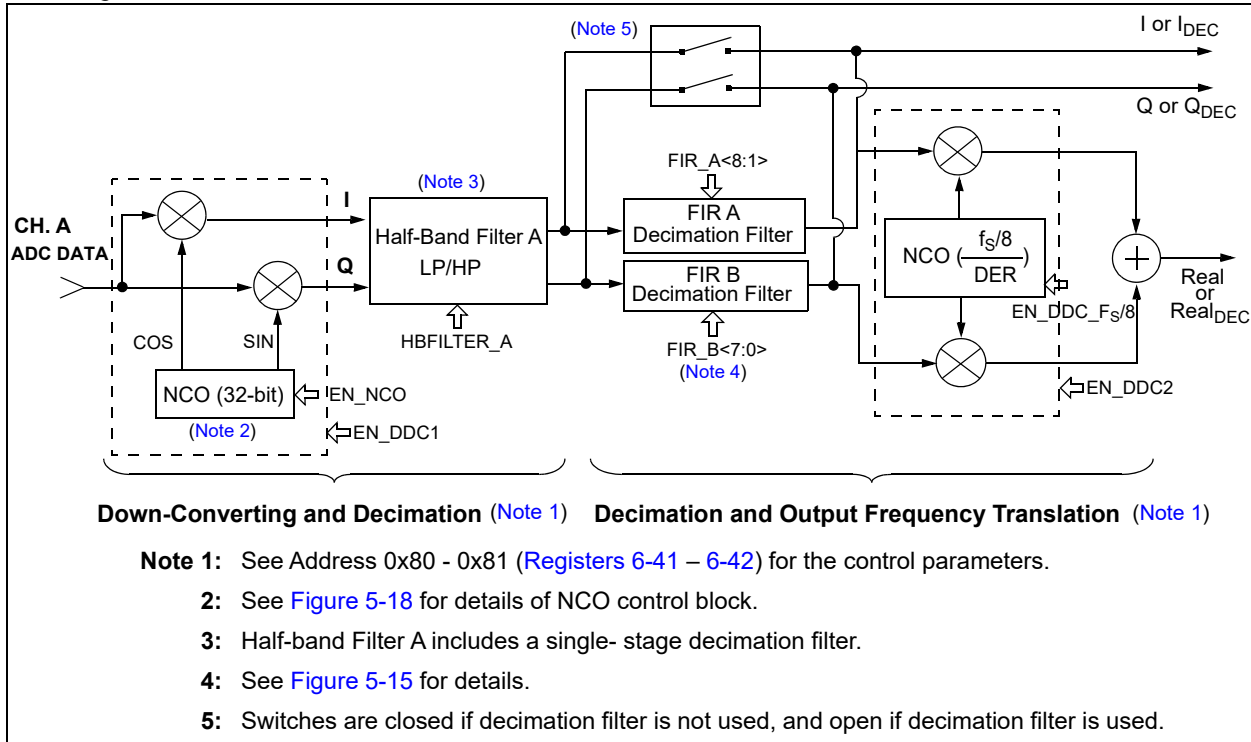 (Note 5)
I or I_DEC
Q or Q_DEC
FIR_A<8:1>
(Note 3)
I
FIR A
Decimation Filter
CH. A
ADC DATA
Half-Band Filter A
LP/HP
Q
FIR B
Decimation Filter
NCO (f_S/8 / DER)
Real
or
Real_DEC
EN_DDC_F_S/8
COS
SIN
HBFILTER_A
FIR_B<7:0>
(Note 4)
NCO (32-bit)
EN_NCO
EN_DDC2
(Note 2)
EN_DDC1
Down-Converting and Decimation (Note 1)
Decimation and Output Frequency Translation (Note 1)
Note 1: See Address 0x80 - 0x81 (Registers 6-41 – 6-42) for the control parameters.
2: See Figure 5-18 for details of NCO control block.
3: Half-band Filter A includes a single- stage decimation filter.
4: See Figure 5-15 for details.
5: Switches are closed if decimation filter is not used, and open if decimation filter is used.